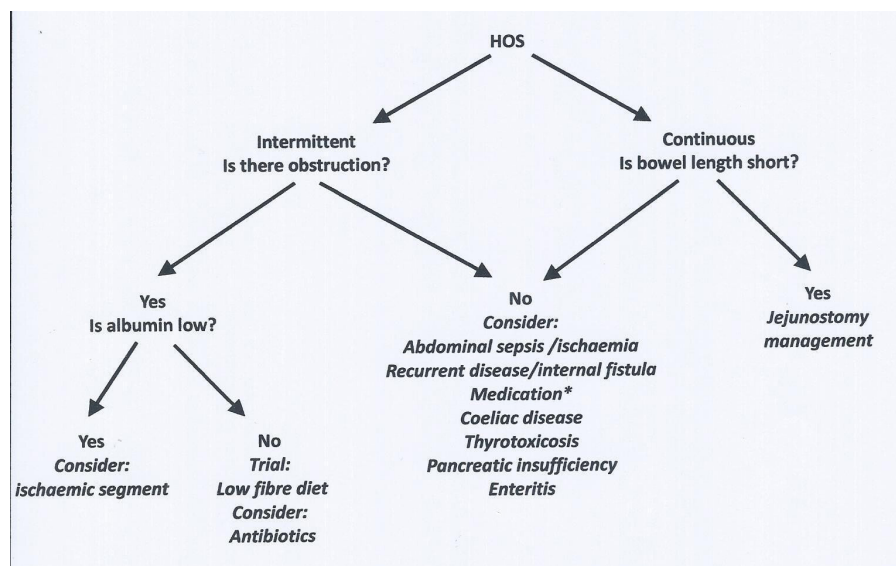 HOS
Intermittent
Is there obstruction?
Continuous
Is bowel length short?
Yes
Is albumin low?
No
Consider:
Abdominal sepsis /ischaemia
Recurrent disease/internal fistula
Medication*
Coeliac disease
Thyrotoxicosis
Pancreatic insufficiency
Enteritis
Yes
Jejunostomy
management
Yes
Consider:
ischaemic segment
No
Trial:
Low fibre diet
Consider:
Antibiotics